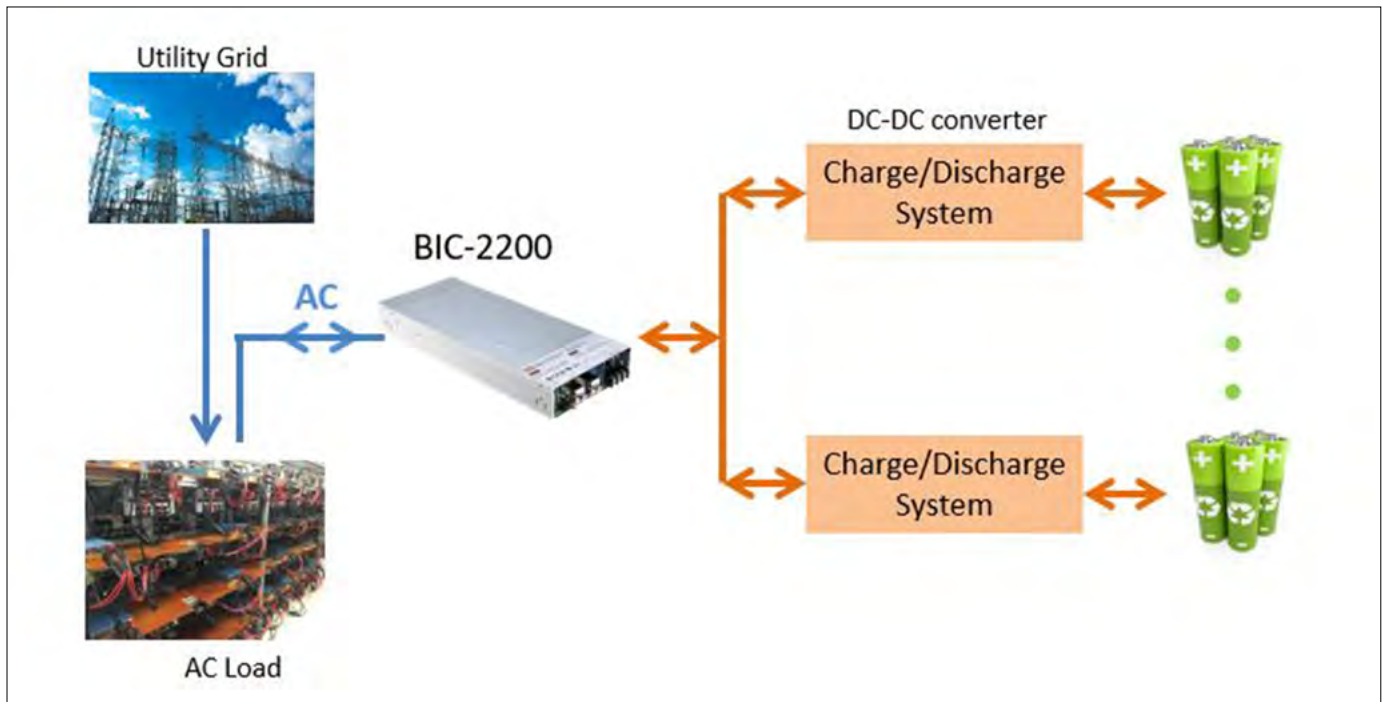 Utility Grid
DC-DC converter
Charge/Discharge
System
BIC-2200
AC
Charge/Discharge
System
AC Load